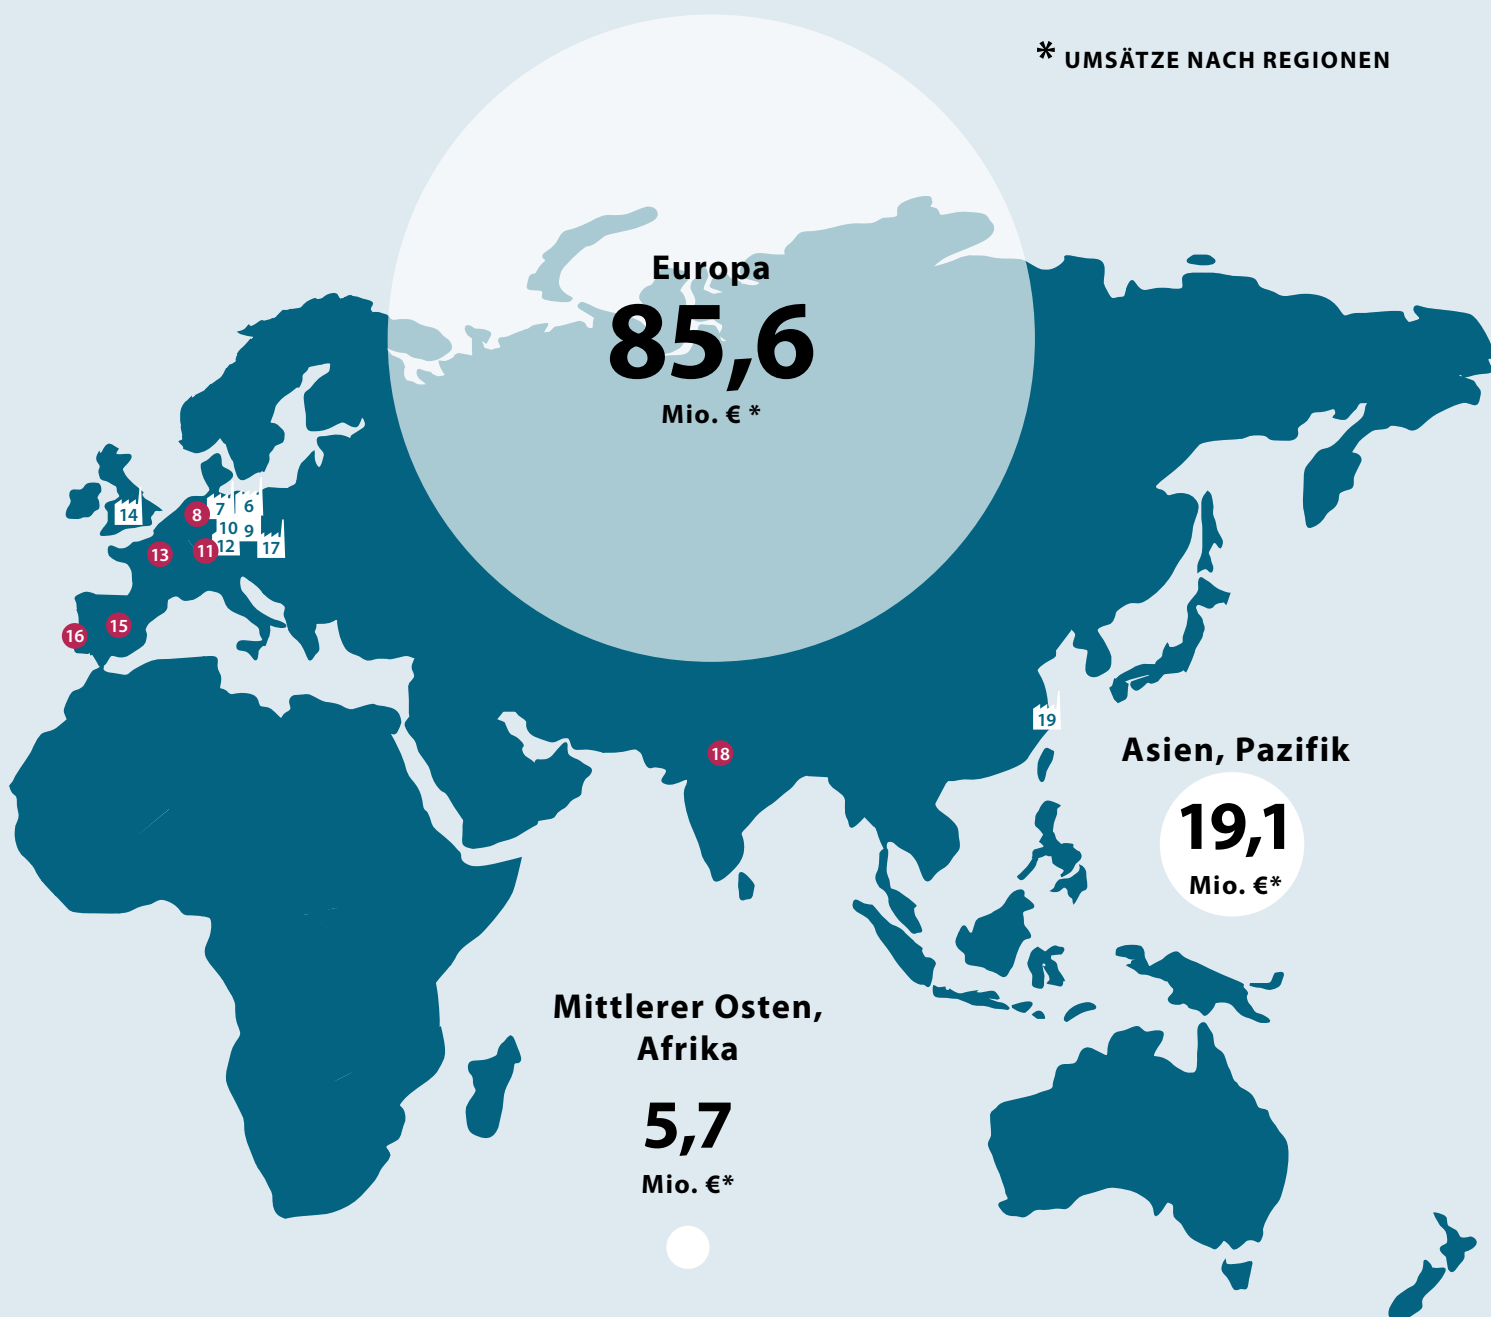 * UMSÄTZE NACH REGIONEN
Europa
85,6
Mio. € *
14
8
7
6
10
9
13
11
12
17
16
15
18
19
Asien, Pazifik
19,1
Mio. €*
Mittlerer Osten,
Afrika
5,7
Mio. €*